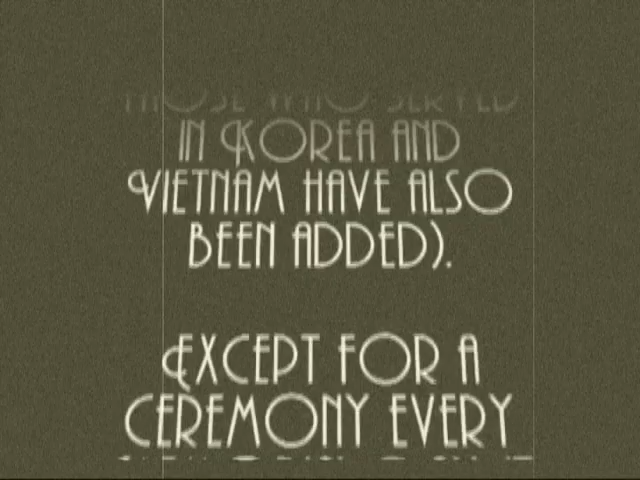 THOSE WHO SERVED
IN KOREA AND
VIETNAM HAVE ALSO
BEEN ADDED).
EXCEPT FOR A
CEREMONY EVERY